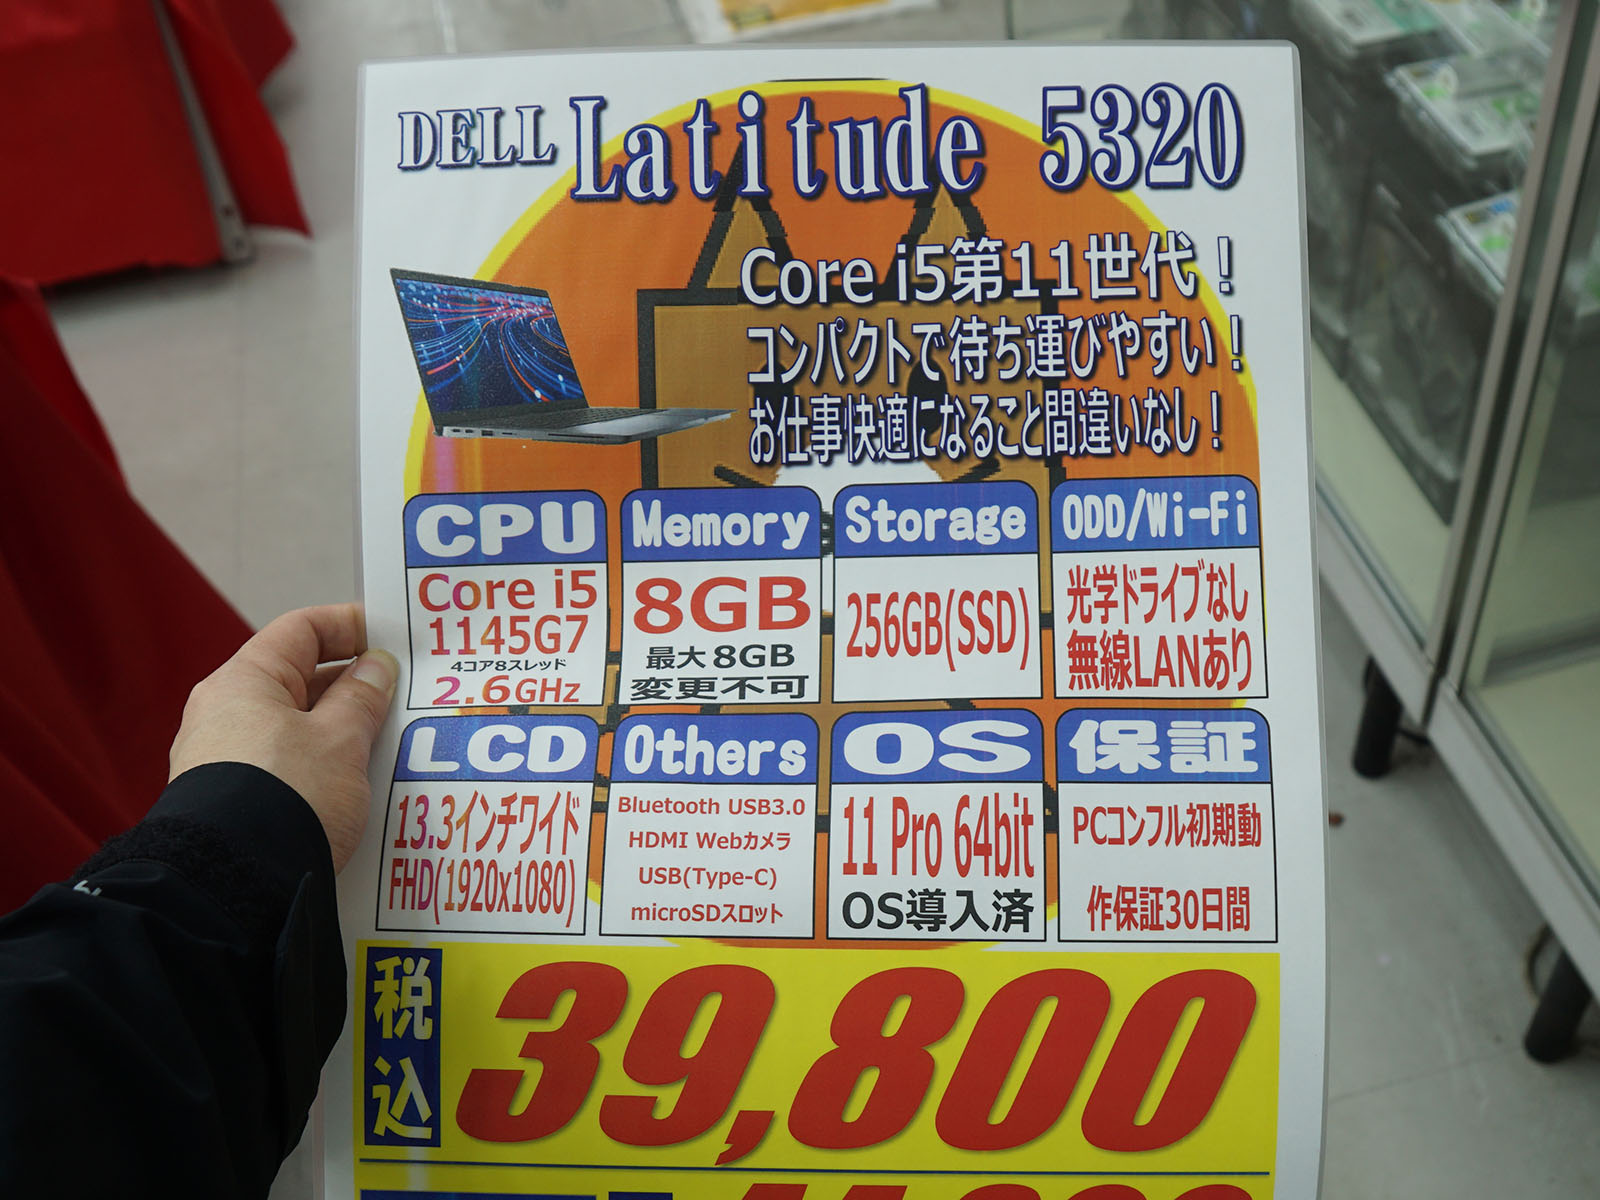 DELL Latitude 5320
Core i5第11世代！
コンパクトで待ち運びやすい！
お仕事快適になること間違いなし！
CPU
Core i5
1145G7
4コア8スレッド
2.6GHz
Memory
8GB
最大8GB
変更不可
Storage
256GB(SSD)
ODD/Wi-Fi
光学ドライブなし
無線LANあり
LCD
13.3インチワイド
FHD(1920x1080)
Others
Bluetooth USB3.0
HDMI Webカメラ
USB(Type-C)
microSDスロット
OS
11 Pro 64bit
OS導入済
保証
PCコンフル初期動
作保証30日間
税込
39,800